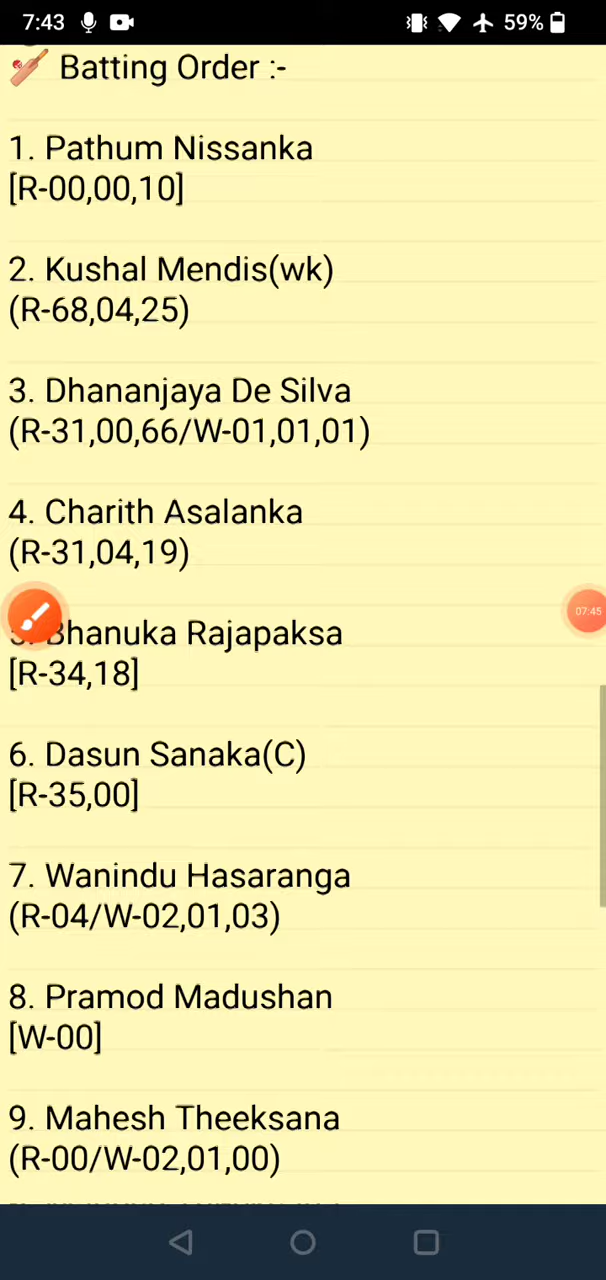 7:43 59%
Batting Order :-
1. Pathum Nissanka
[R-00,00,10]
2. Kushal Mendis(wk)
(R-68,04,25)
3. Dhananjaya De Silva
(R-31,00,66/W-01,01,01)
4. Charith Asalanka
(R-31,04,19)
07:45
Bhanuka Rajapaksa
[R-34,18]
6. Dasun Sanaka(C)
[R-35,00]
7. Wanindu Hasaranga
(R-04/W-02,01,03)
8. Pramod Madushan
[W-00]
9. Mahesh Theeksana
(R-00/W-02,01,00)